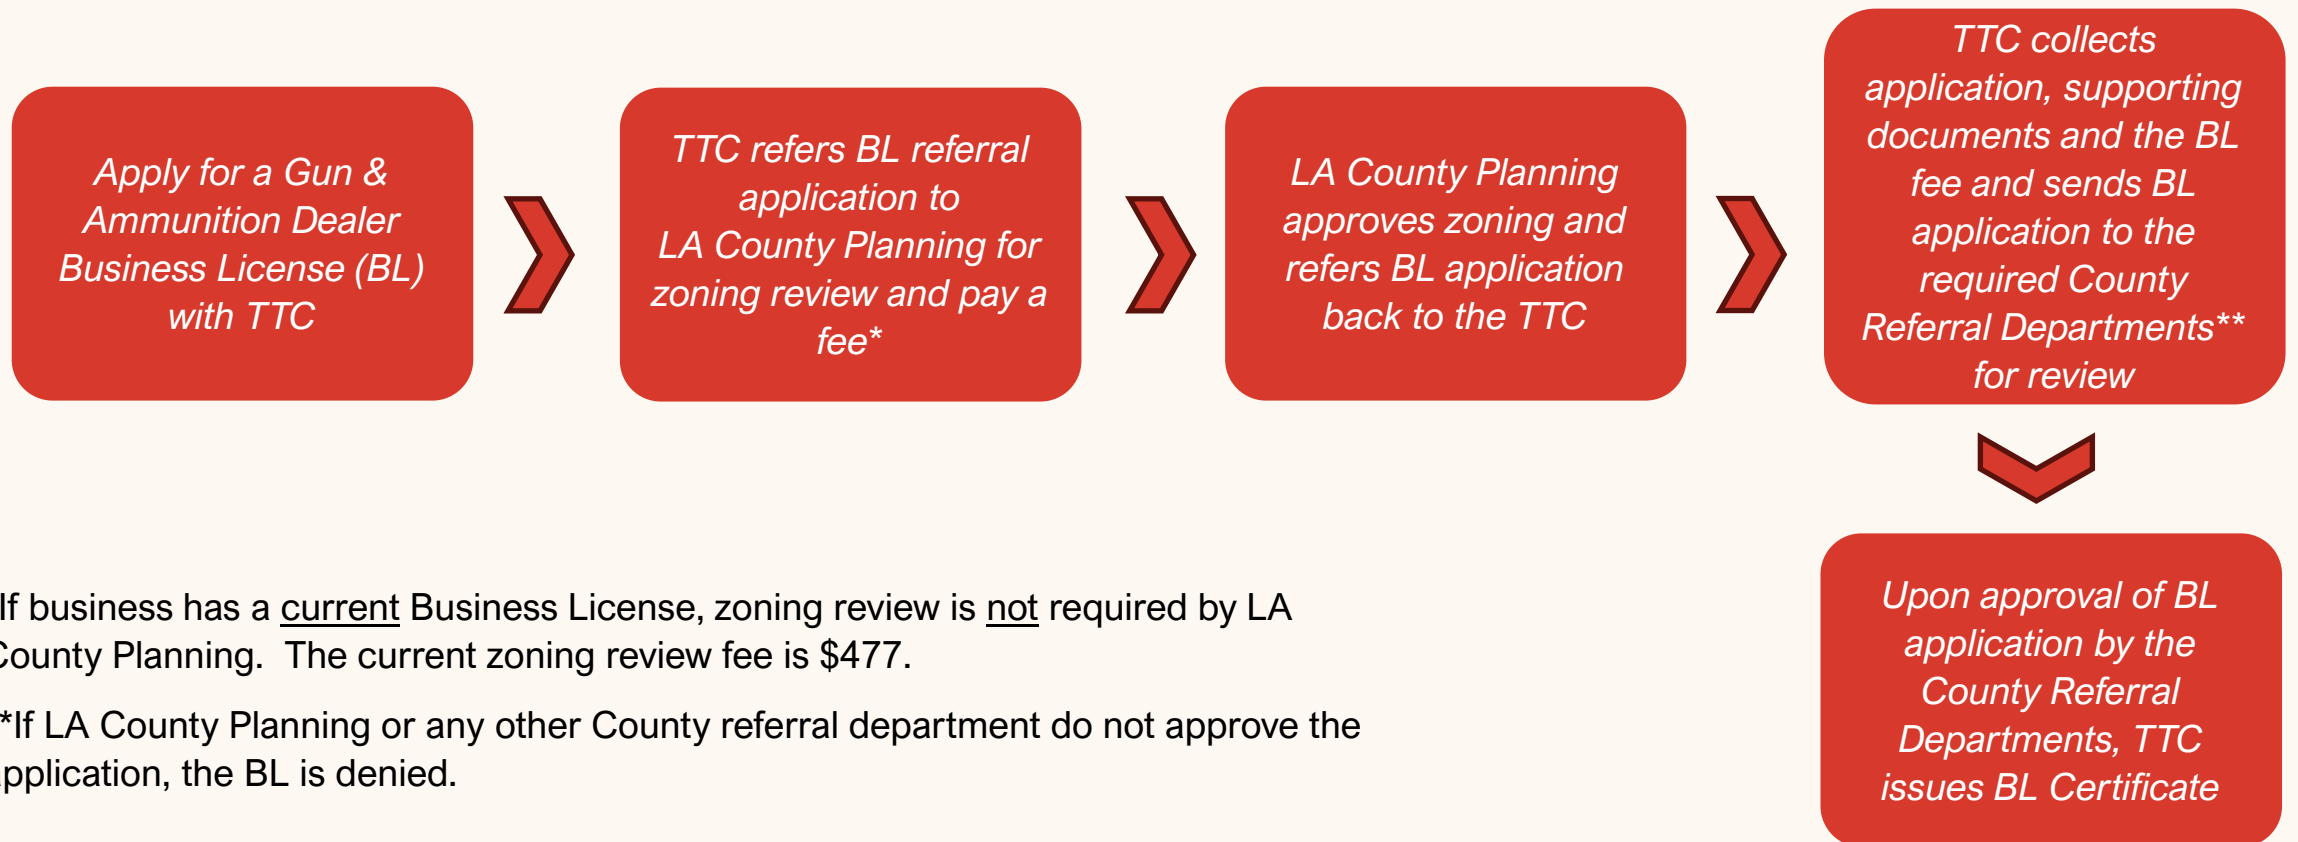 Apply for a Gun &
Ammunition Dealer
Business License (BL)
with TTC
TTC refers BL referral
application to
LA County Planning for
zoning review and pay a
fee*
LA County Planning
approves zoning and
refers BL application
back to the TTC
TTC collects
application, supporting
documents and the BL
fee and sends BL
application to the
required County
Referral Departments**
for review
Upon approval of BL
application by the
County Referral
Departments, TTC
issues BL Certificate
If business has a current Business License, zoning review is not required by LA
County Planning.  The current zoning review fee is $477.
*If LA County Planning or any other County referral department do not approve the
application, the BL is denied.